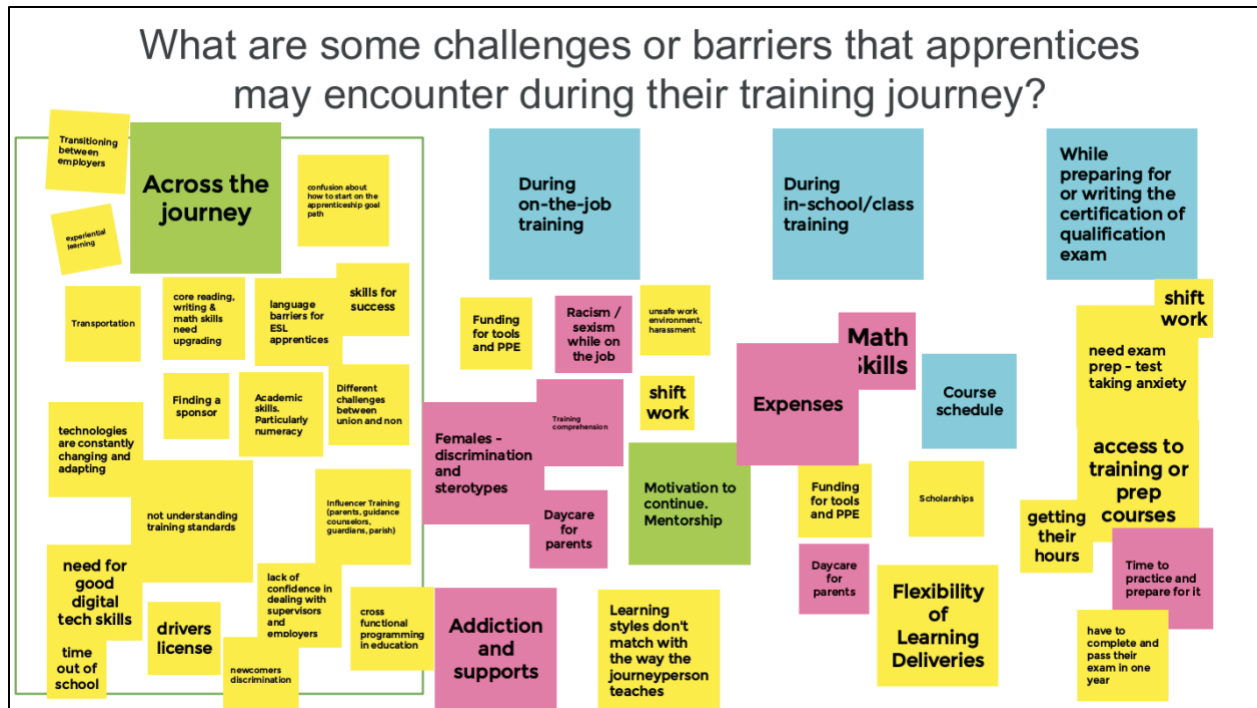 What are some challenges or barriers that apprentices
may encounter during their training journey?
Transitioning
between
employers
Across the
journey
confusion about
how to start on the
apprenticeship goal
path
experiential
learning
Transportation
core reading,
writing &
math skills
need
upgrading
language
barriers for
ESL
apprentices
skills for
success
Finding a
sponsor
Academic
skills.
Particularly
numeracy
Different
challenges
between
union and non
technologies
are constantly
changing and
adapting
not understanding
training standards
Influencer Training
(parents, guidance
counselors,
guardians, parish)
need for
good
digital
tech skills
lack of
confidence in
dealing with
supervisors and
employers
cross
functional
programming
in education
drivers
license
time
out of
school
newcomers
discrimination
During
on-the-job
training
Funding
for tools
and PPE
Racism /
sexism
while on
the job
unsafe work
environment,
harassment
shift
work
Training
comprehension
Females -
discrimination
and
sterotypes
Daycare
for
parents
Motivation to
continue.
Mentorship
Addiction
and
supports
Learning
styles don't
match with
the way the
journeyperson
teaches
During
in-school/class
training
Math
Skills
Expenses
Course
schedule
Funding
for tools
and PPE
Scholarships
Daycare
for
parents
Flexibility
of
Learning
Deliveries
While
preparing for
or writing the
certification of
qualification
exam
shift
work
need exam
prep - test
taking anxiety
access to
training or
prep
courses
getting
their
hours
Time to
practice and
prepare for it
have to
complete and
pass their
exam in one
year